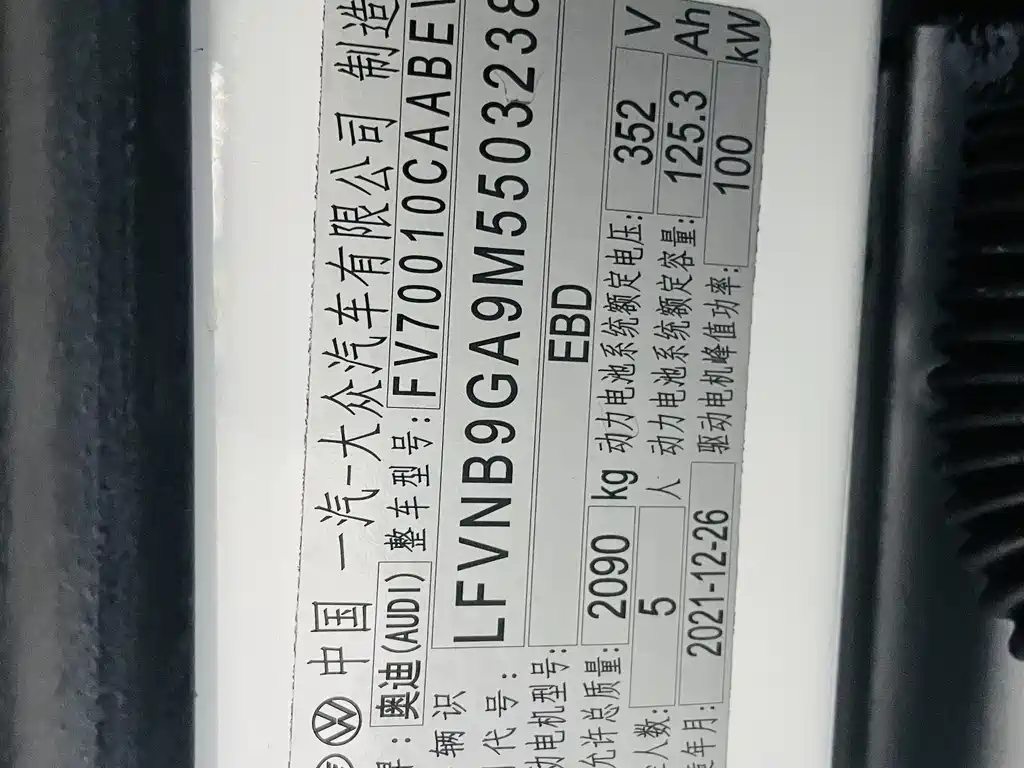 中国 一汽-大众汽车有限公司 制造
奥迪(AUDI) 整车型号: FV7001CAABE
辆识
代号: LFVNB9GA9M5503238
动电机型号: EBD
允许总质量: 2090 kg 动力电池系统额定电压: 352 V
人数: 5 人 动力电池系统额定容量: 125.3 Ah
年月: 2021-12-26 驱动电机峰值功率: 100 kW